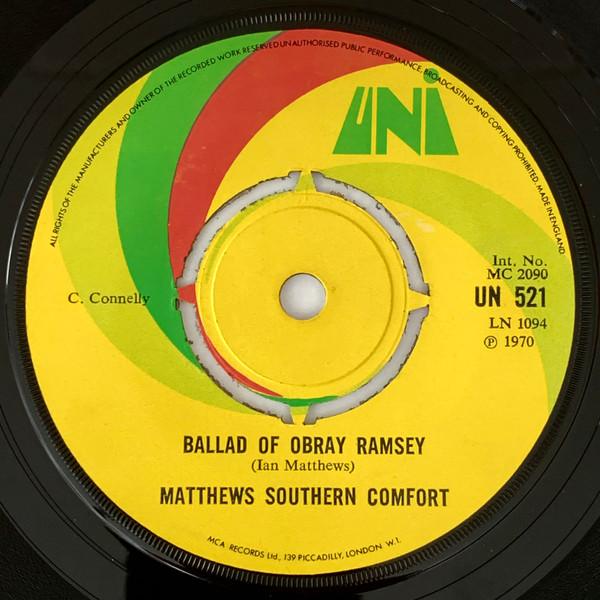 ALL RIGHTS OF THE MANUFACTURERS AND OWNER OF THE RECORDED WORK RESERVED UNAUTHORISED PUBLIC PERFORMANCE, BROADCASTING AND COPYING PROHIBITED. MADE IN ENGLAND
UNI
Int. No.
MC 2090
UN 521
C. Connelly
LN 1094
℗ 1970
BALLAD OF OBRAY RAMSEY
(Ian Matthews)
MATTHEWS SOUTHERN COMFORT
MCA RECORDS Ltd., 139 PICCADILLY, LONDON W.1.